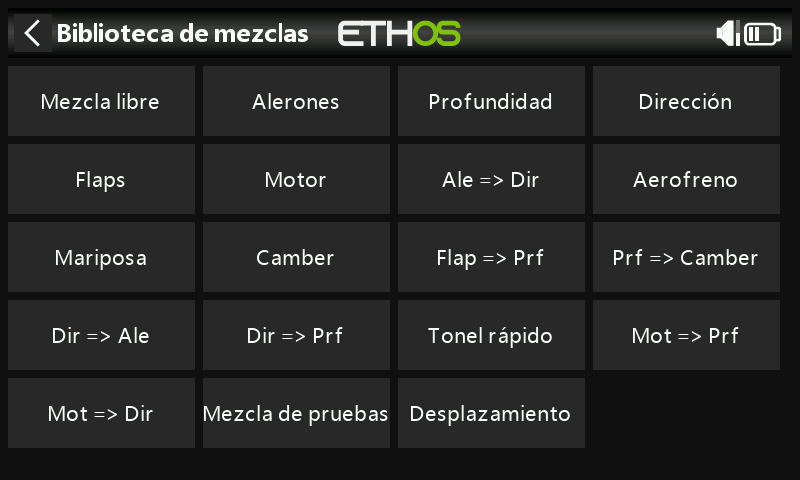 Biblioteca de mezclas ETHOS
Mezcla libre Alerones Profundidad Dirección
Flaps Motor Ale => Dir Aerofreno
Mariposa Camber Flap => Prf Prf => Camber
Dir => Ale Dir => Prf Tonel rápido Mot => Prf
Mot => Dir Mezcla de pruebas Desplazamiento